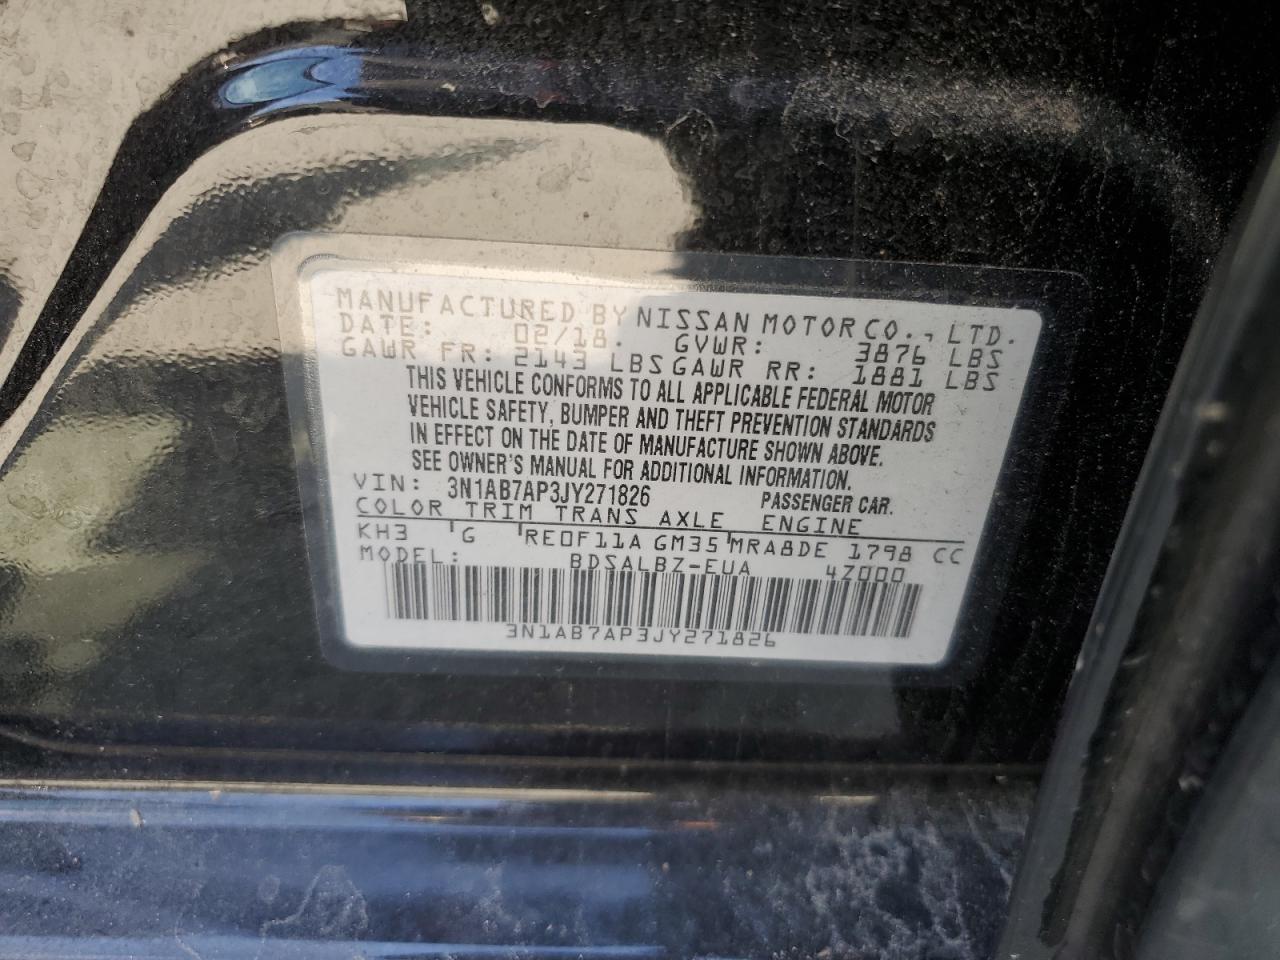 MANUFACTURED BY NISSAN MOTOR CO., LTD.
DATE: 02/18. GVWR: 3876 LBS
GAWR FR: 2143 LBS GAWR RR: 1881 LBS
THIS VEHICLE CONFORMS TO ALL APPLICABLE FEDERAL MOTOR
VEHICLE SAFETY, BUMPER AND THEFT PREVENTION STANDARDS
IN EFFECT ON THE DATE OF MANUFACTURE SHOWN ABOVE.
SEE OWNER'S MANUAL FOR ADDITIONAL INFORMATION.
VIN: 3N1AB7AP3JY271826 PASSENGER CAR.
COLOR TRIM TRANS AXLE ENGINE
KH3 G RE0F11A GM35 MRA8DE 1798 CC
MODEL: BDSALBZ-EUA 4Z000
3N1AB7AP3JY271826